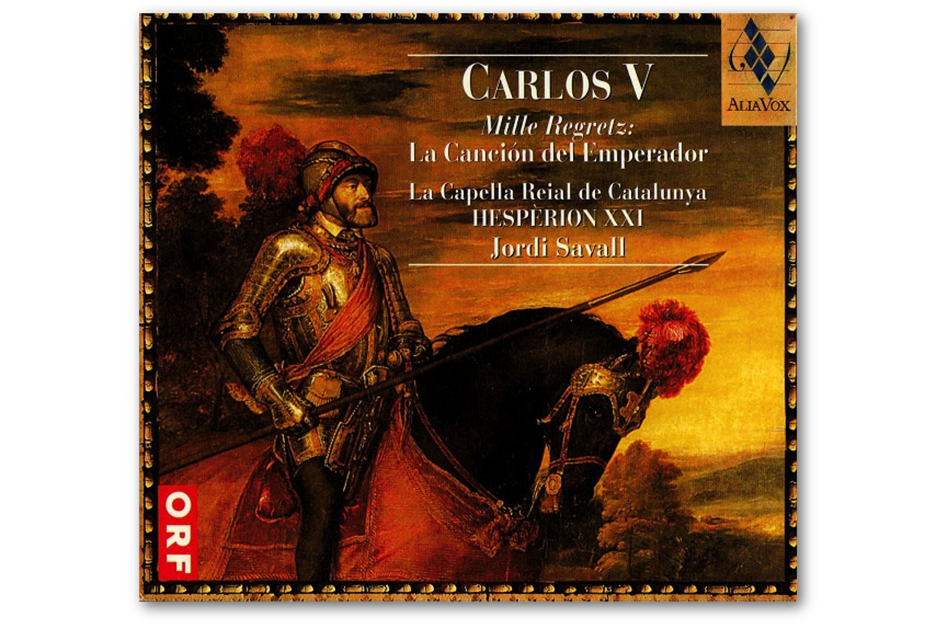 CARLOS V
Mille Regretz:
La Canción del Emperador
La Capella Reial de Catalunya
HESPÈRION XXI
Jordi Savall
ALIAVOX
ORF